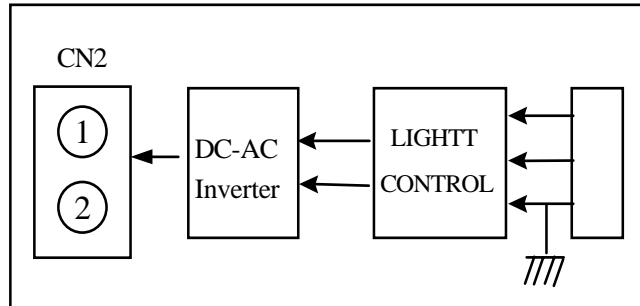 CN2
1
2
DC-AC
Inverter
LIGHTT
CONTROL